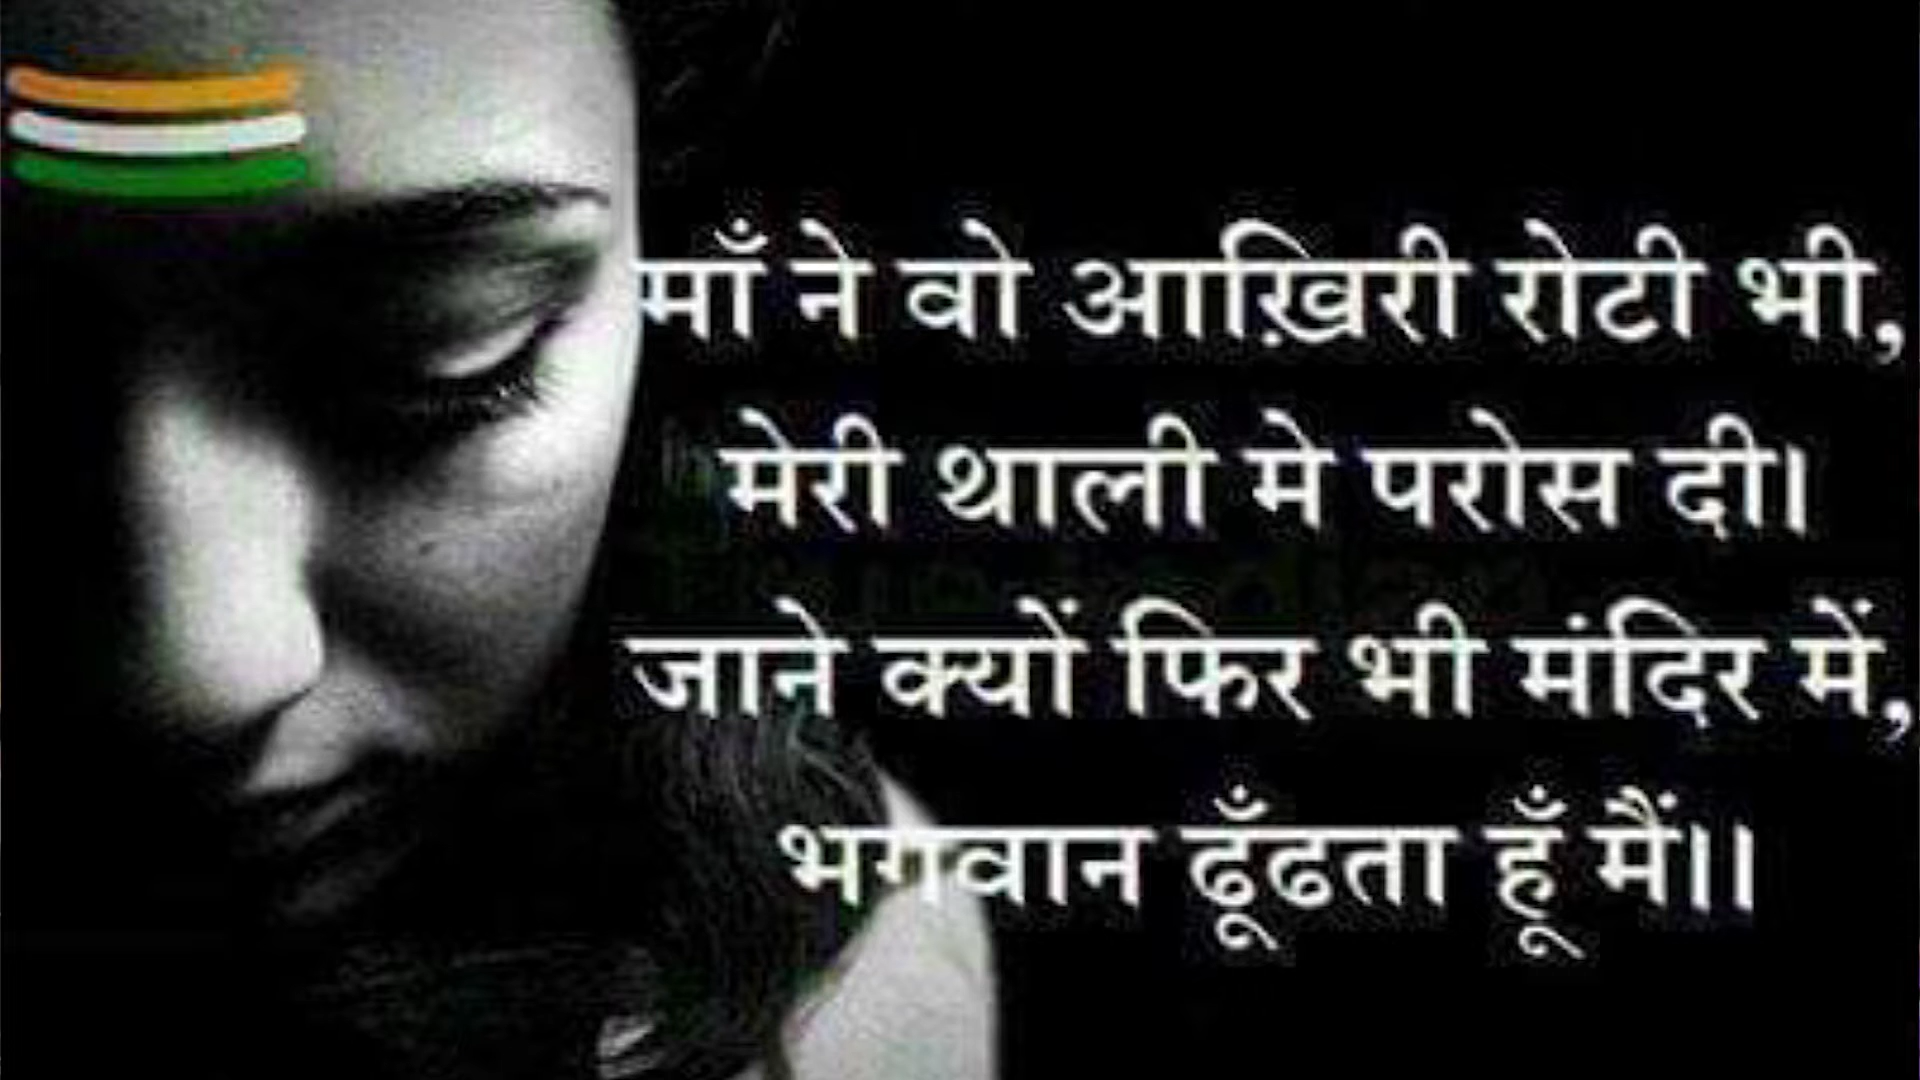 माँ ने वो आख़िरी रोटी भी,
मेरी थाली मे परोस दी।
जाने क्यों फिर भी मंदिर में,
भगवान ढूँढता हूँ मैं।।